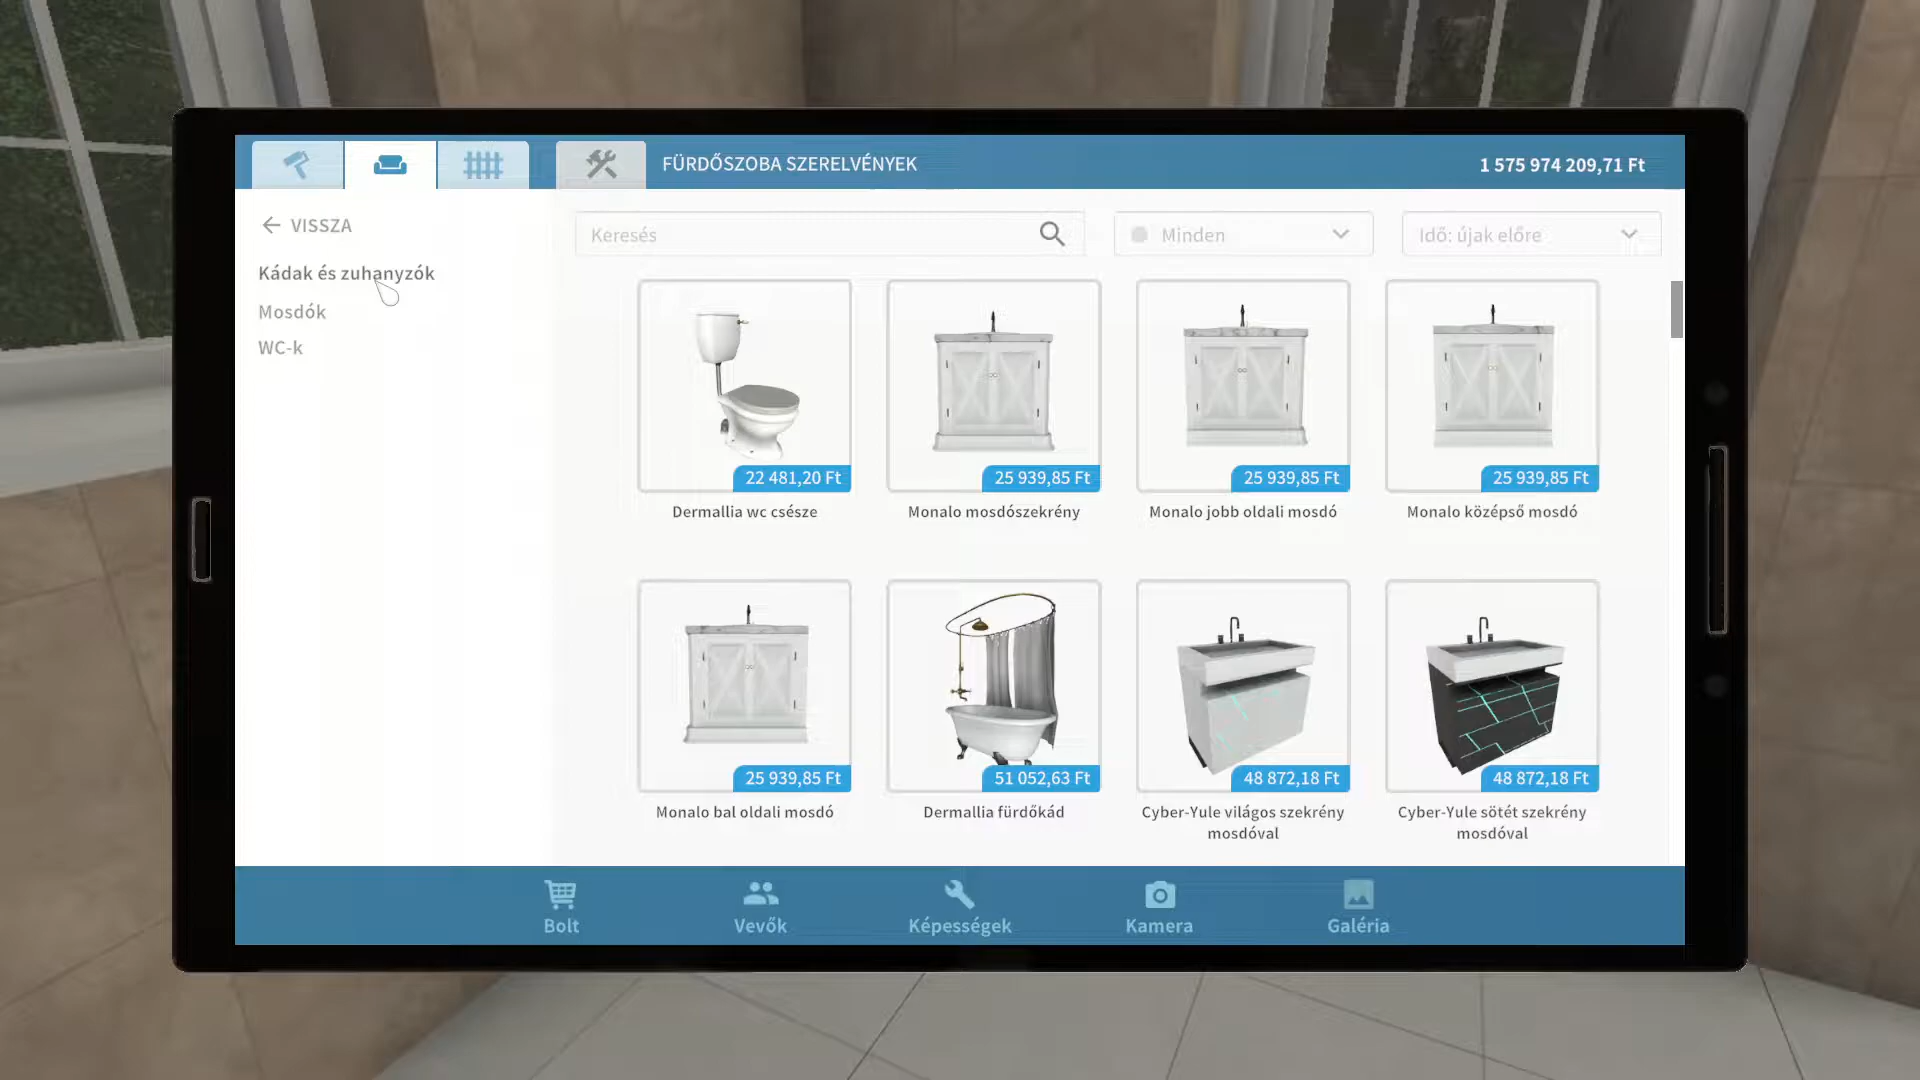 FÜRDŐSZOBA SZERELVÉNYEK
1 575 974 209,71 Ft
VISSZA
Keresés
Minden
Idő: újak előre
Kádak és zuhanyzók
Mosdók
WC-k
22 481,20 Ft
25 939,85 Ft
25 939,85 Ft
25 939,85 Ft
Dermallia wc csésze
Monalo mosdószekrény
Monalo jobb oldali mosdó
Monalo középső mosdó
25 939,85 Ft
51 052,63 Ft
48 872,18 Ft
48 872,18 Ft
Monalo bal oldali mosdó
Dermallia fürdőkád
Cyber-Yule világos szekrény
mosdóval
Cyber-Yule sötét szekrény
mosdóval
Bolt
Vevők
Képességek
Kamera
Galéria